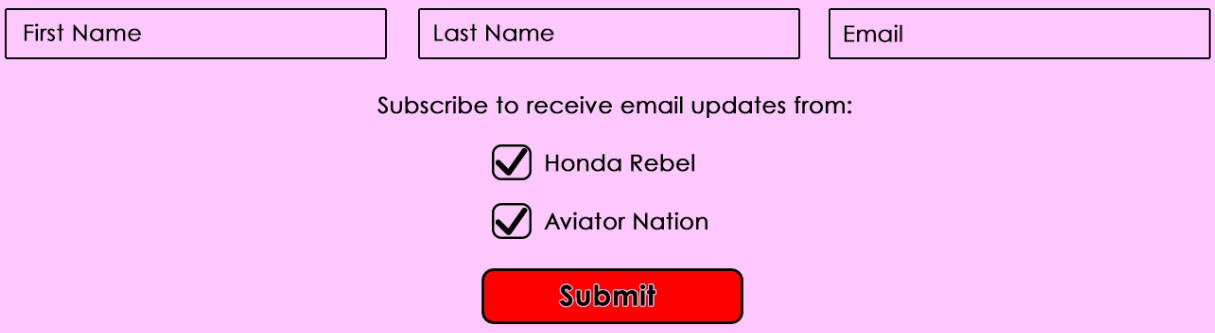 First Name Last Name Email
Subscribe to receive email updates from:
Honda Rebel
Aviator Nation
Submit